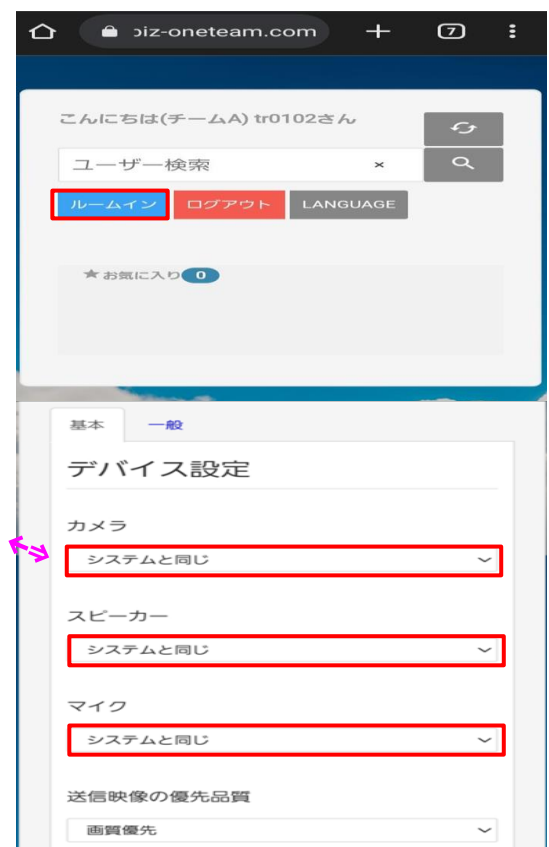 biz-oneteam.com
7
こんにちは(チームA) tr0102さん
ユーザー検索 ×
ルームイン ログアウト LANGUAGE
★お気に入り 0
基本 一般
デバイス設定
カメラ
システムと同じ
スピーカー
システムと同じ
マイク
システムと同じ
送信映像の優先品質
画質優先